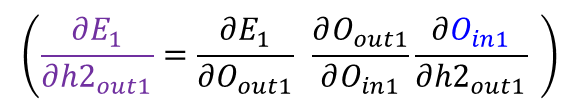 (∂E₁/∂h2ₒᵤₜ₁ = ∂E₁/∂Oₒᵤₜ₁ ∂Oₒᵤₜ₁/∂Oᵢₙ₁ ∂Oᵢₙ₁/∂h2ₒᵤₜ₁)